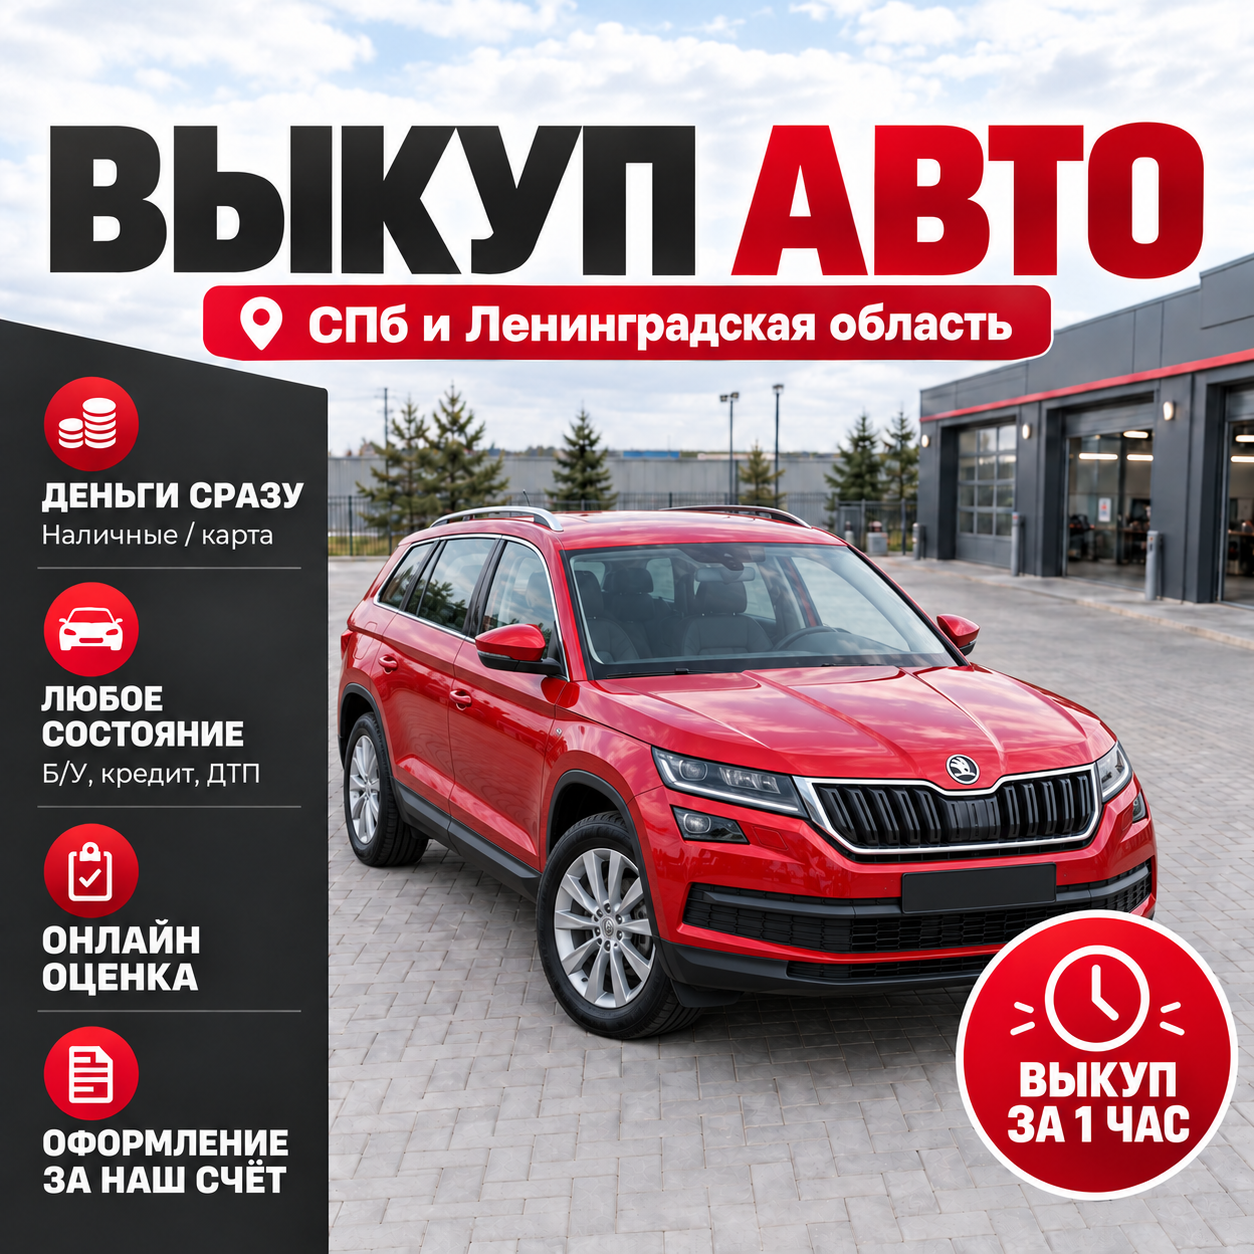 ВЫКУП АВТО
СПб и Ленинградская область
ДЕНЬГИ СРАЗУ
Наличные / карта
ЛЮБОЕ
СОСТОЯНИЕ
Б/У, кредит, ДТП
ОНЛАЙН
ОЦЕНКА
ОФОРМЛЕНИЕ
ЗА НАШ СЧЁТ
ВЫКУП
ЗА 1 ЧАС